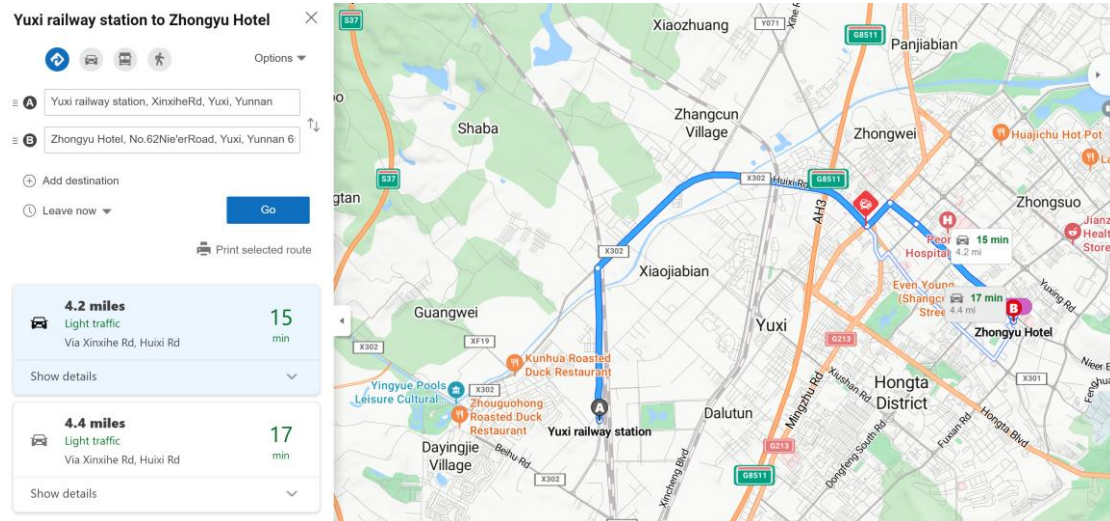 Yuxi railway station to Zhongyu Hotel
Options
A
Yuxi railway station, XinxiheRd, Yuxi, Yunnan
B
Zhongyu Hotel, No.62Nie'erRoad, Yuxi, Yunnan 6
Add destination
Leave now
Go
Print selected route
4.2 miles
Light traffic
Via Xinxihe Rd, Huixi Rd
15
min
Show details
4.4 miles
Light traffic
Via Xinxihe Rd, Huixi Rd
17
min
Show details
S37
Xiaozhuang
Y071
Xihe Rd
G8511
Panjiabian
Shaba
Zhangcun
Village
Zhongwei
Huajichu Hot Pot
S37
X302
Huixi Rd
G8511
AH3
Zhongsuo
gtan
H
15 min
4.2 mi
Hospital
Jianz
Healt
Store
X302
Xiaojiabian
Even Young
(Shangc
Stree
17 min
4.4 mi
Yuxing Rd
B
Zhongyu Hotel
Guangwei
Yuxi
G213
X302
XF19
Kunhua Roasted
Duck Restaurant
Nieer
X301
Yingyue Pools
Leisure Cultural
X302
Zhouguohong
Roasted Duck
Restaurant
A
Yuxi railway station
Dalutun
Mingzhu Rd
Xiushan Rd
Hongta
District
Hongta Blvd
Dayingjie
Village
Beihu Rd
X302
Xincheng Blvd
G213
G8511
Dongfeng South Rd
Fuxian Rd